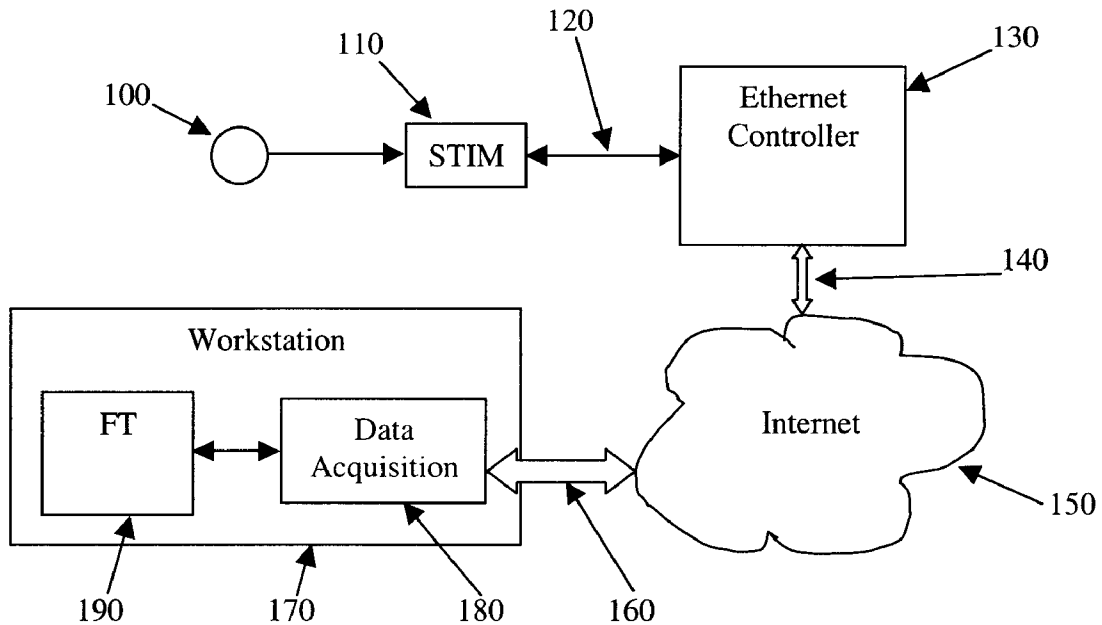 120
110
130
100
Ethernet
Controller
STIM
140
Workstation
Internet
FT
Data
Acquisition
150
190
170
180
160